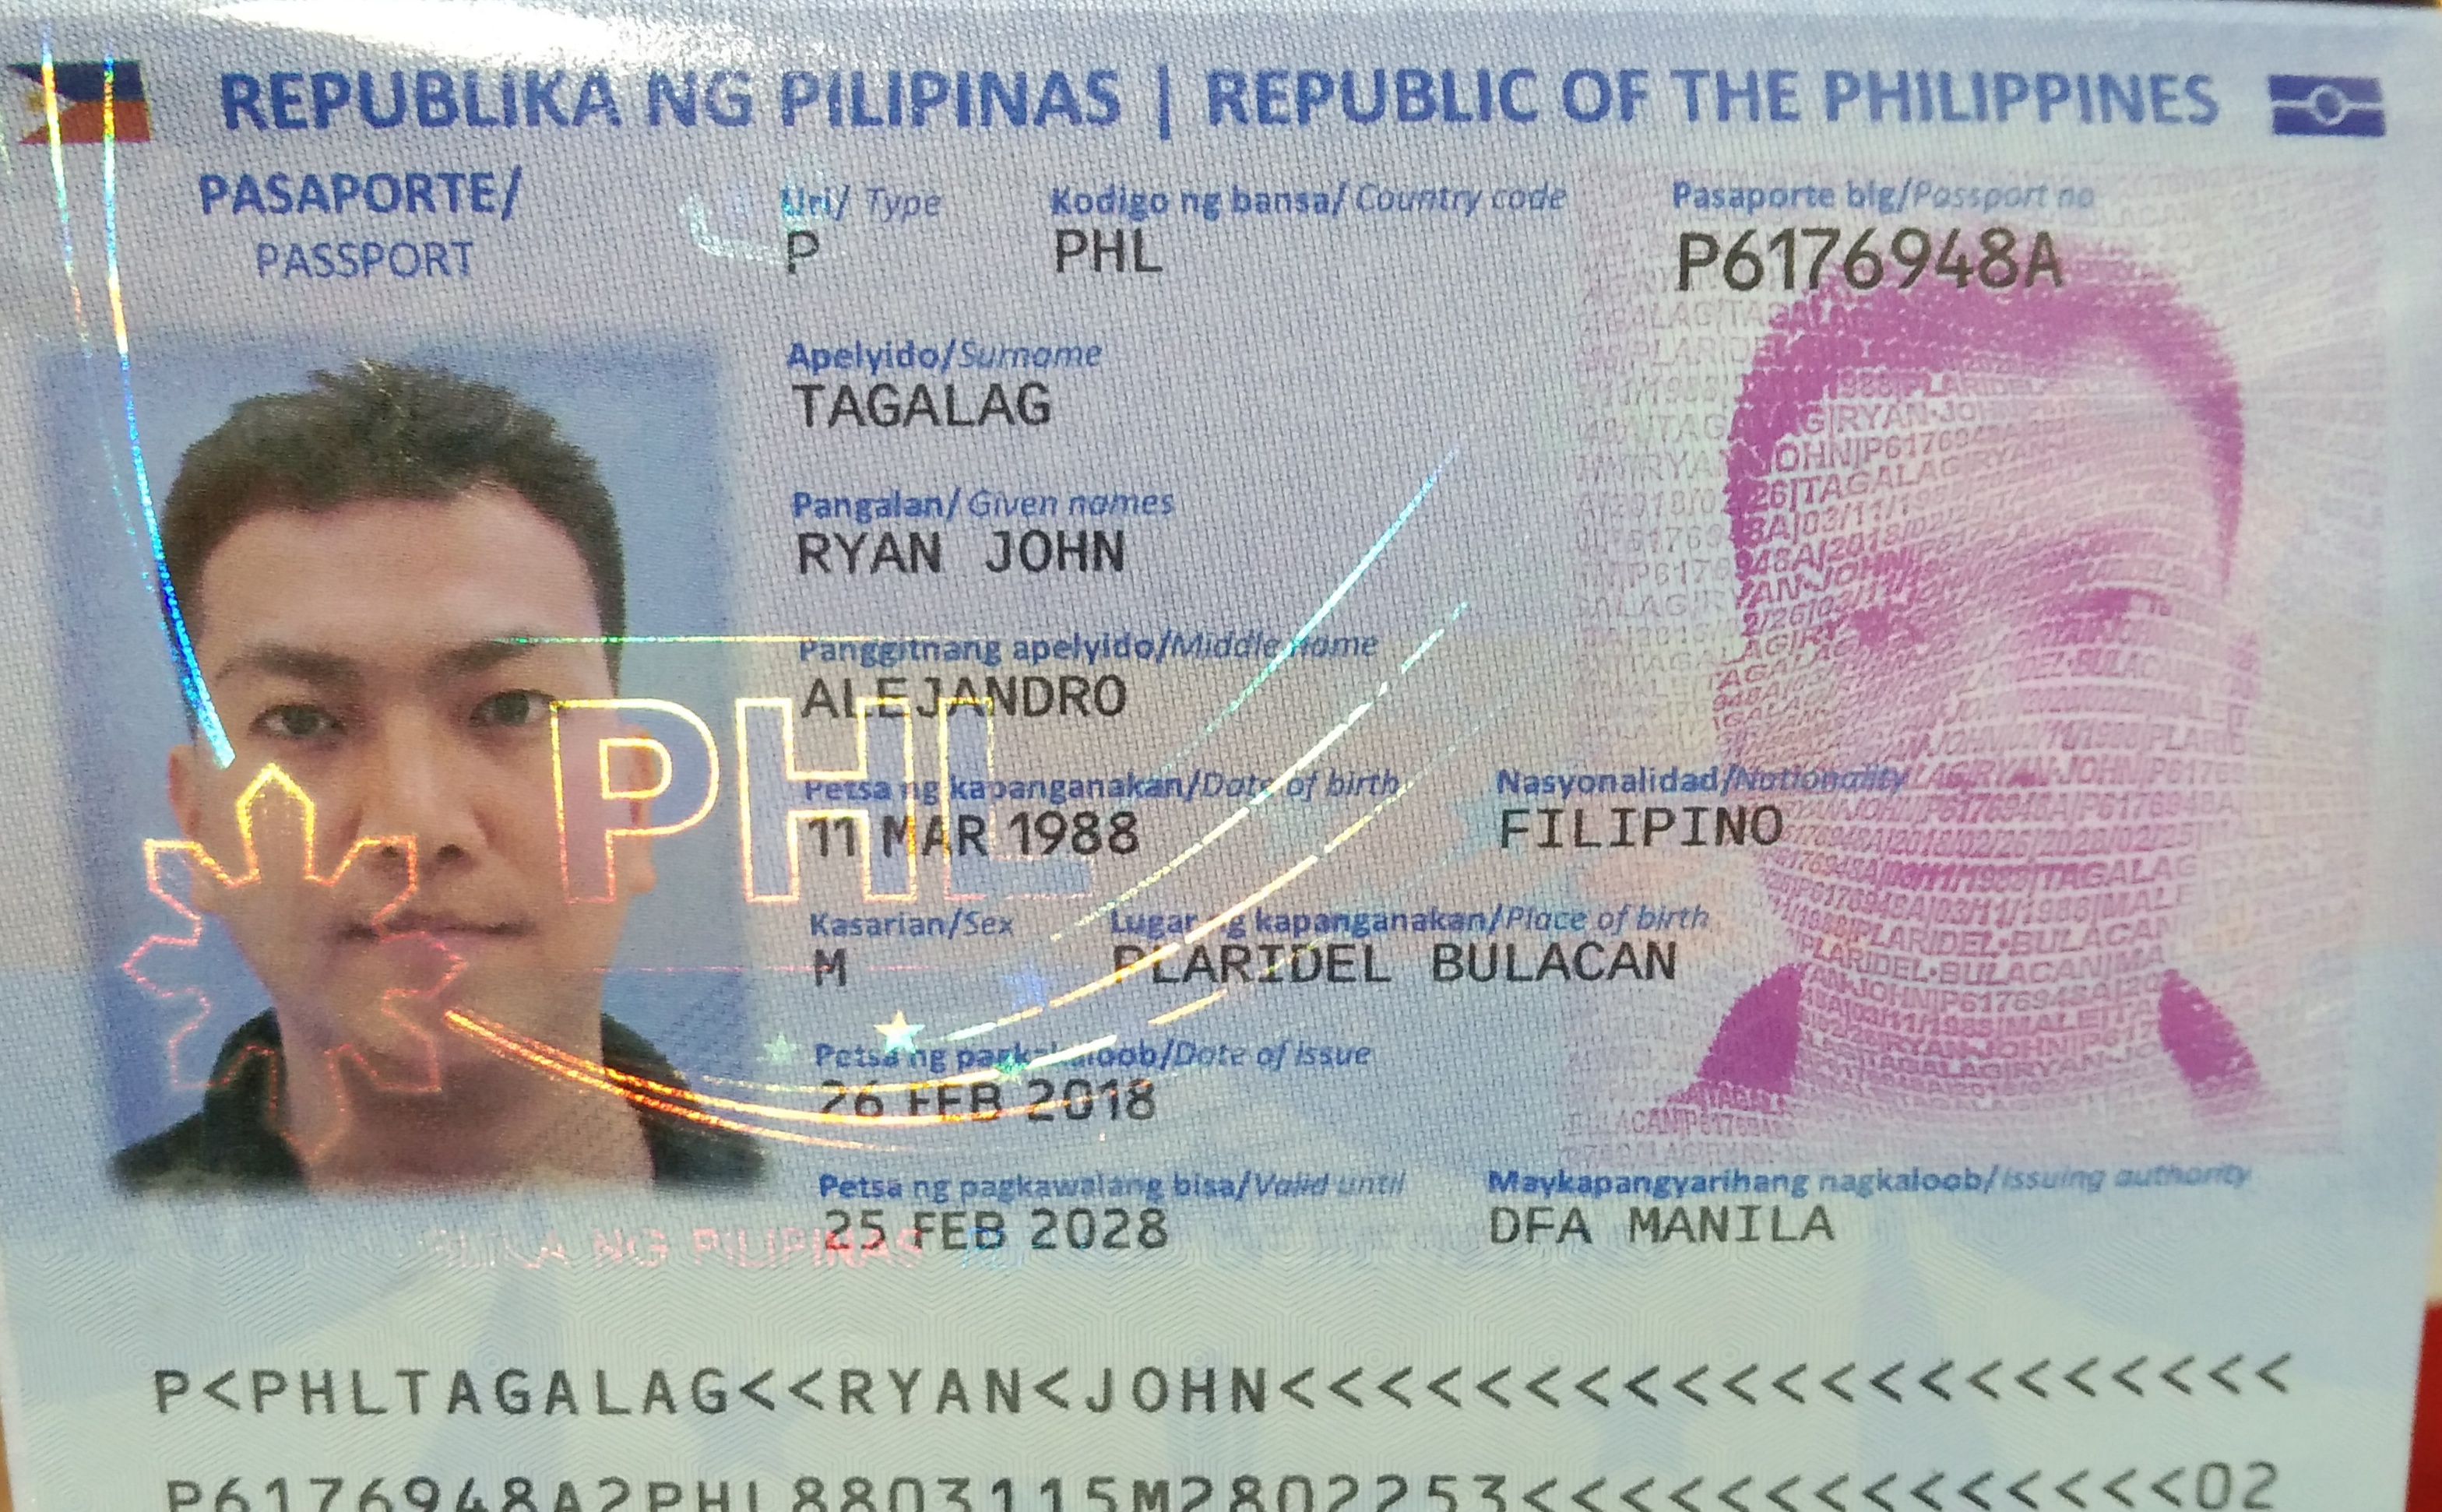 REPUBLIKA NG PILIPINAS | REPUBLIC OF THE PHILIPPINES
PASAPORTE/
PASSPORT
Uri/ Type
P
Kodigo ng bansa/ Country code
PHL
Pasaporte blg/Passport no
P6176948A
Apelyido/Surname
TAGALAG
Pangalan/ Given names
RYAN JOHN
Panggitnang apelyido/Middle name
ALEJANDRO
Petsa ng kapanganakan/Date of birth
11 MAR 1988
Nasyonalidad/Nationality
FILIPINO
Kasarian/Sex
M
Lugar ng kapanganakan/Place of birth
PLARIDEL BULACAN
Petsa ng pagkakaloob/Date of issue
26 FEB 2018
Petsa ng pagkawalang bisa/Valid until
25 FEB 2028
Maykapangyarihang nagkaloob/Issuing authority
DFA MANILA
PHL
NG PILIPINAS
P<PHLTAGALAG<<RYAN<JOHN<<<<<<<<<<<<<<<<<<<<<
P6176948A2PHL8803115M2802253<<<<<<<<<<<<<<02